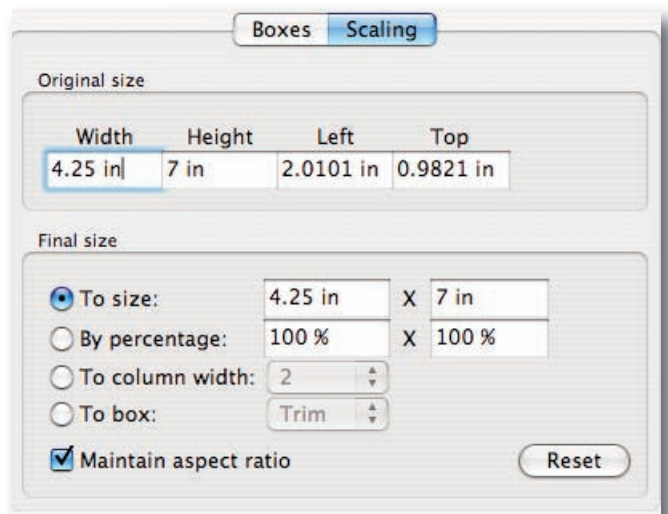 Boxes Scaling
Original size
Width Height Left Top
4.25 in 7 in 2.0101 in 0.9821 in
Final size
To size: 4.25 in X 7 in
By percentage: 100 % X 100 %
To column width: 2
To box: Trim
Maintain aspect ratio Reset